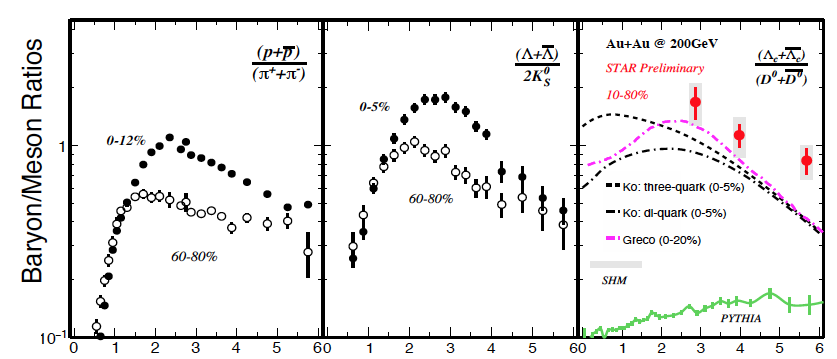 Baryon/Meson Ratios
1
10⁻¹
(p+p̅)
(π⁺+π⁻)
0-12%
60-80%
0 1 2 3 4 5 6
(Λ+Λ̅)
2K⁰S
0-5%
60-80%
0 1 2 3 4 5 6
Au+Au @ 200GeV
STAR Preliminary
10-80%
(Λc+Λ̅c)
(D⁰+D̅⁰)
Ko: three-quark (0-5%)
Ko: di-quark (0-5%)
Greco (0-20%)
SHM
PYTHIA
0 1 2 3 4 5 6